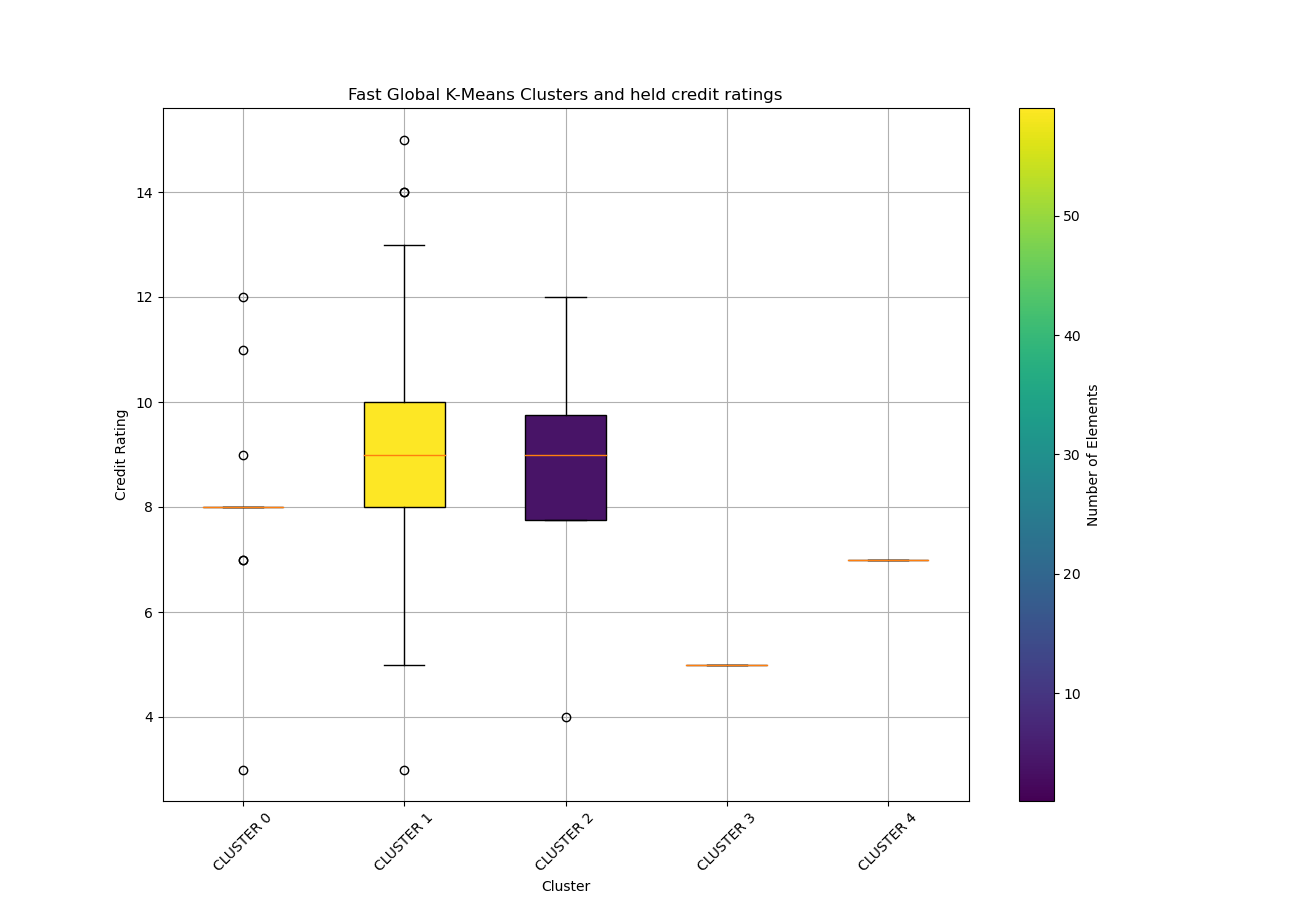 Fast Global K-Means Clusters and held credit ratings
Credit Rating
14
12
10
8
6
4
CLUSTER 0
CLUSTER 1
CLUSTER 2
CLUSTER 3
CLUSTER 4
Cluster
50
40
30
20
10
Number of Elements